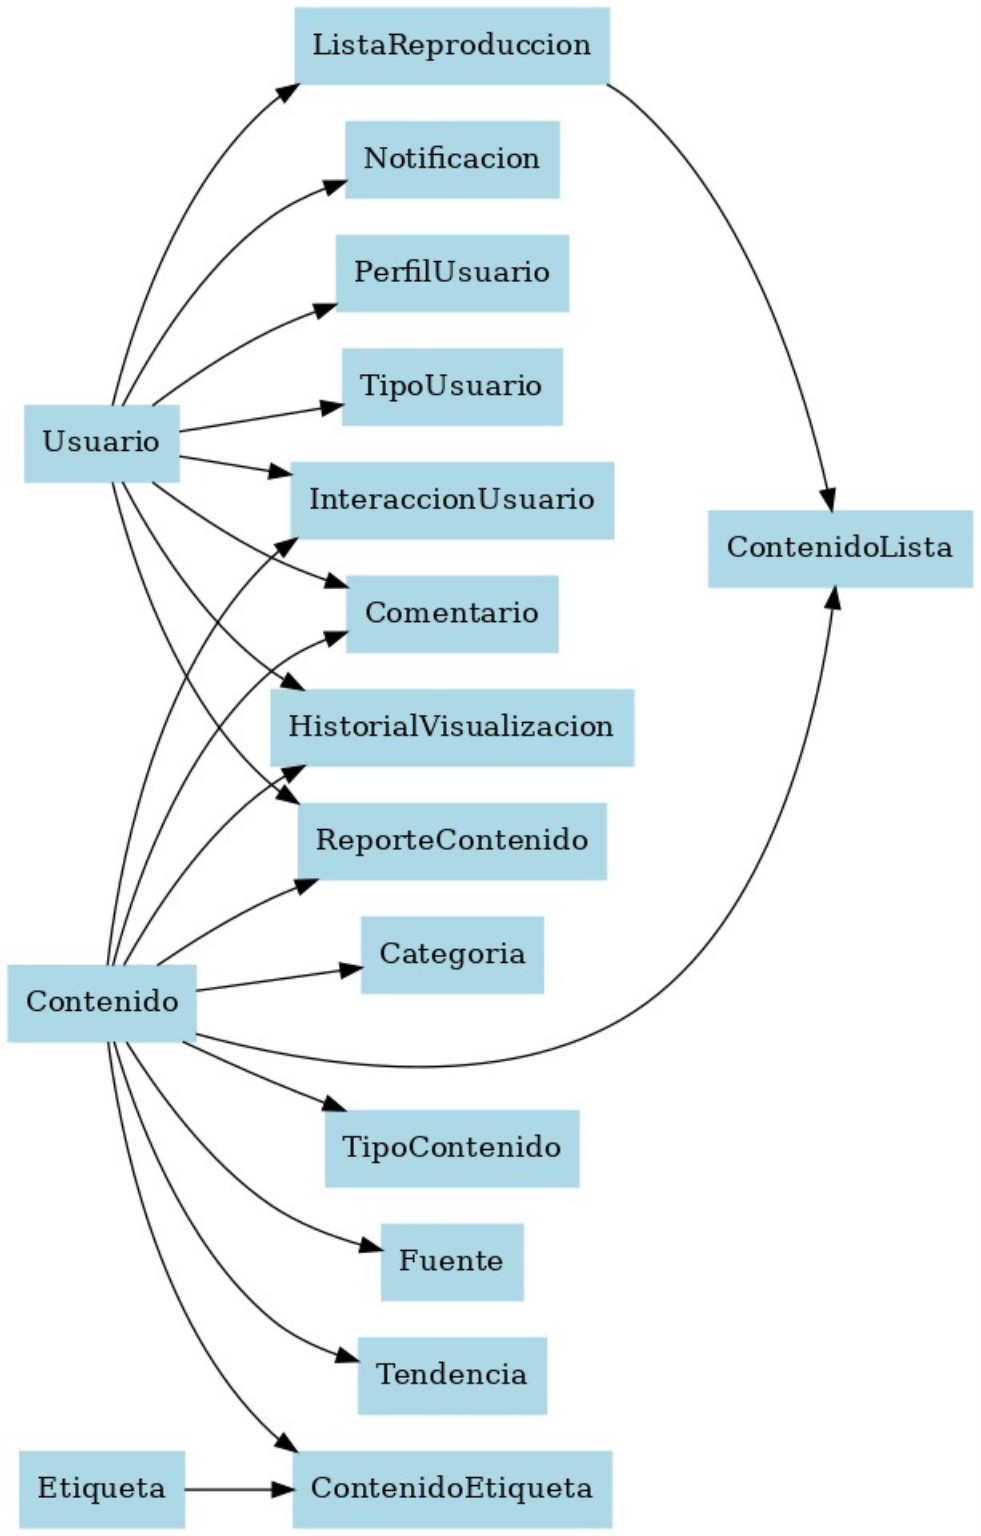 ListaReproduccion
Notificacion
PerfilUsuario
TipoUsuario
Usuario
InteraccionUsuario
ContenidoLista
Comentario
HistorialVisualizacion
ReporteContenido
Categoria
Contenido
TipoContenido
Fuente
Tendencia
Etiqueta
ContenidoEtiqueta